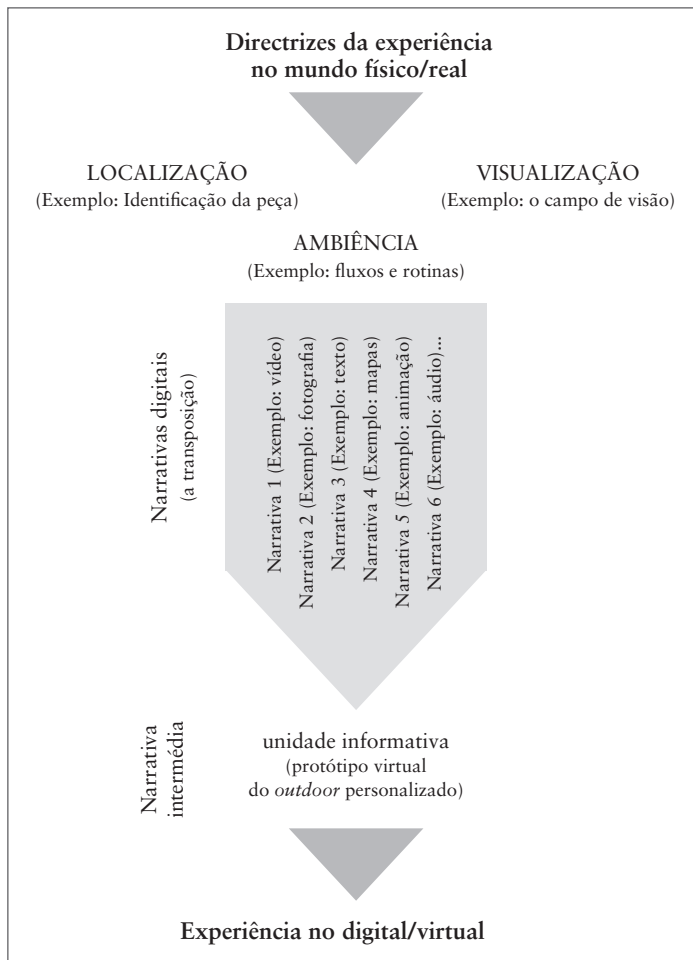 Directrizes da experiência
no mundo físico/real
LOCALIZAÇÃO
(Exemplo: Identificação da peça)
VISUALIZAÇÃO
(Exemplo: o campo de visão)
AMBIÊNCIA
(Exemplo: fluxos e rotinas)
Narrativas digitais
(a transposição)
Narrativa 1 (Exemplo: vídeo)
Narrativa 2 (Exemplo: fotografia)
Narrativa 3 (Exemplo: texto)
Narrativa 4 (Exemplo: mapas)
Narrativa 5 (Exemplo: animação)
Narrativa 6 (Exemplo: áudio)...
Narrativa
intermédia
unidade informativa
(protótipo virtual
do outdoor personalizado)
Experiência no digital/virtual